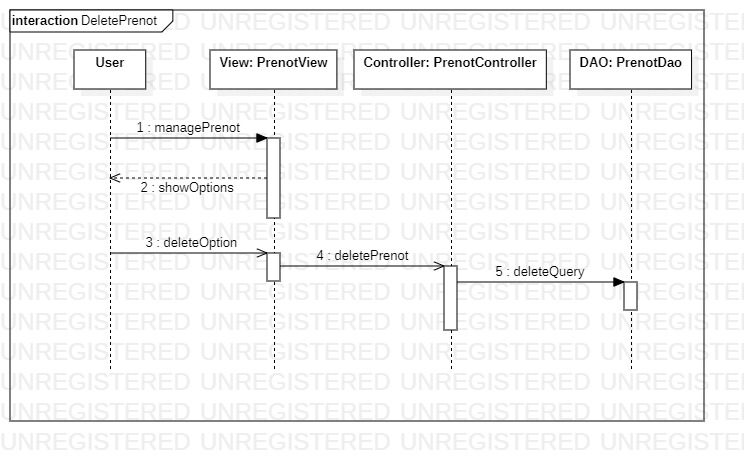 interaction DeletePrenot
User
View: PrenotView
Controller: PrenotController
DAO: PrenotDao
1 : managePrenot
2 : showOptions
3 : deleteOption
4 : deletePrenot
5 : deleteQuery
UNREGISTERED UNREGISTERED UNREGISTERED UNREGISTERED